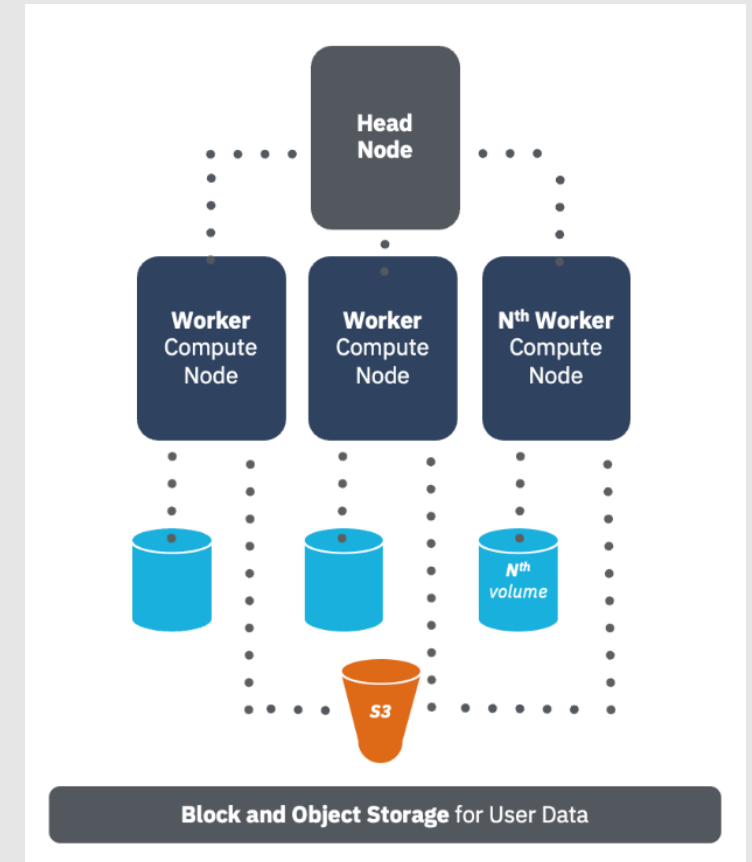 Head
Node
Worker
Compute
Node
Worker
Compute
Node
Nᵗʰ Worker
Compute
Node
Nᵗʰ
volume
S3
Block and Object Storage for User Data